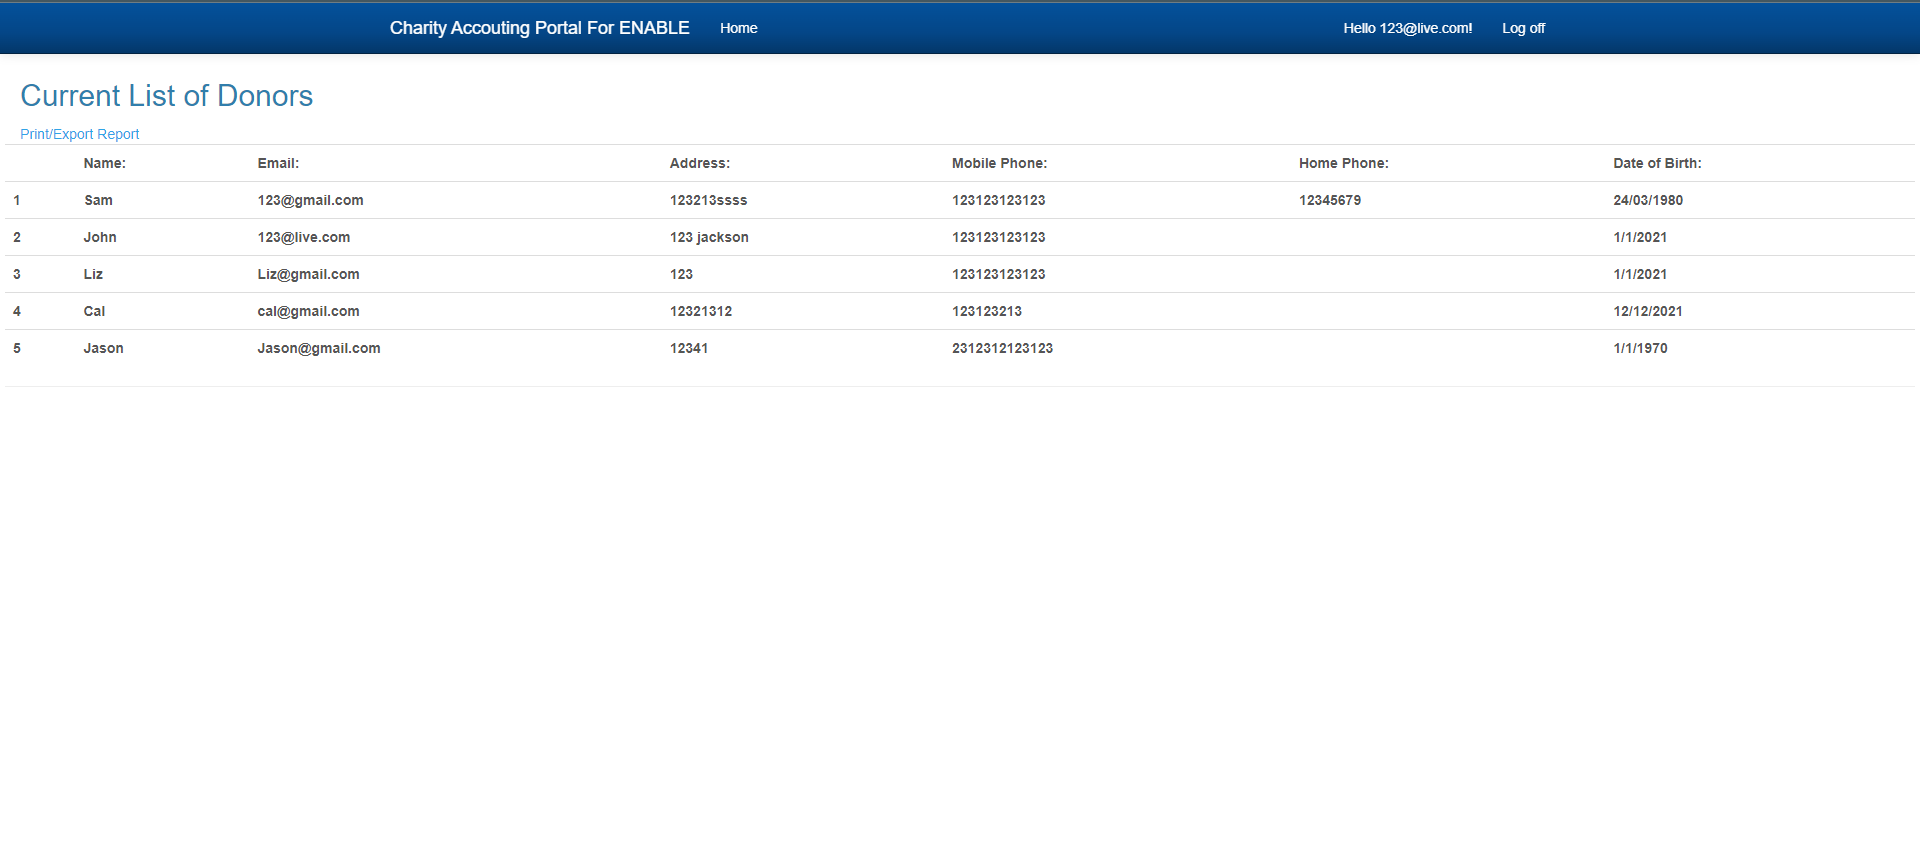 Charity Accouting Portal For ENABLE Home Hello 123@live.com! Log off
Current List of Donors
Print/Export Report
Name: Email: Address: Mobile Phone: Home Phone: Date of Birth:
1 Sam 123@gmail.com 123213ssss 123123123123 12345679 24/03/1980
2 John 123@live.com 123 jackson 123123123123 1/1/2021
3 Liz Liz@gmail.com 123 123123123123 1/1/2021
4 Cal cal@gmail.com 12321312 123123213 12/12/2021
5 Jason Jason@gmail.com 12341 2312312123123 1/1/1970